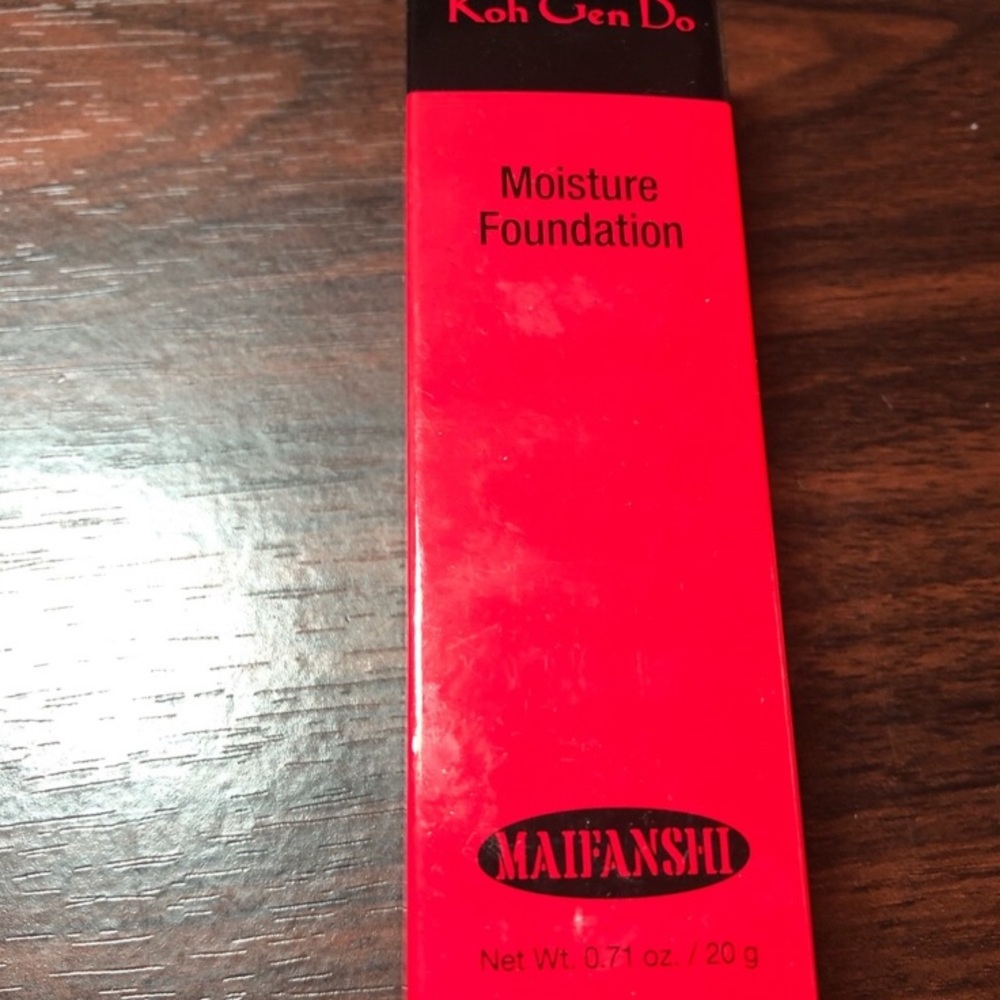 Koh Gen Do
Moisture
Foundation
MAIFANSHI
Net Wt. 0.71 oz. / 20 g